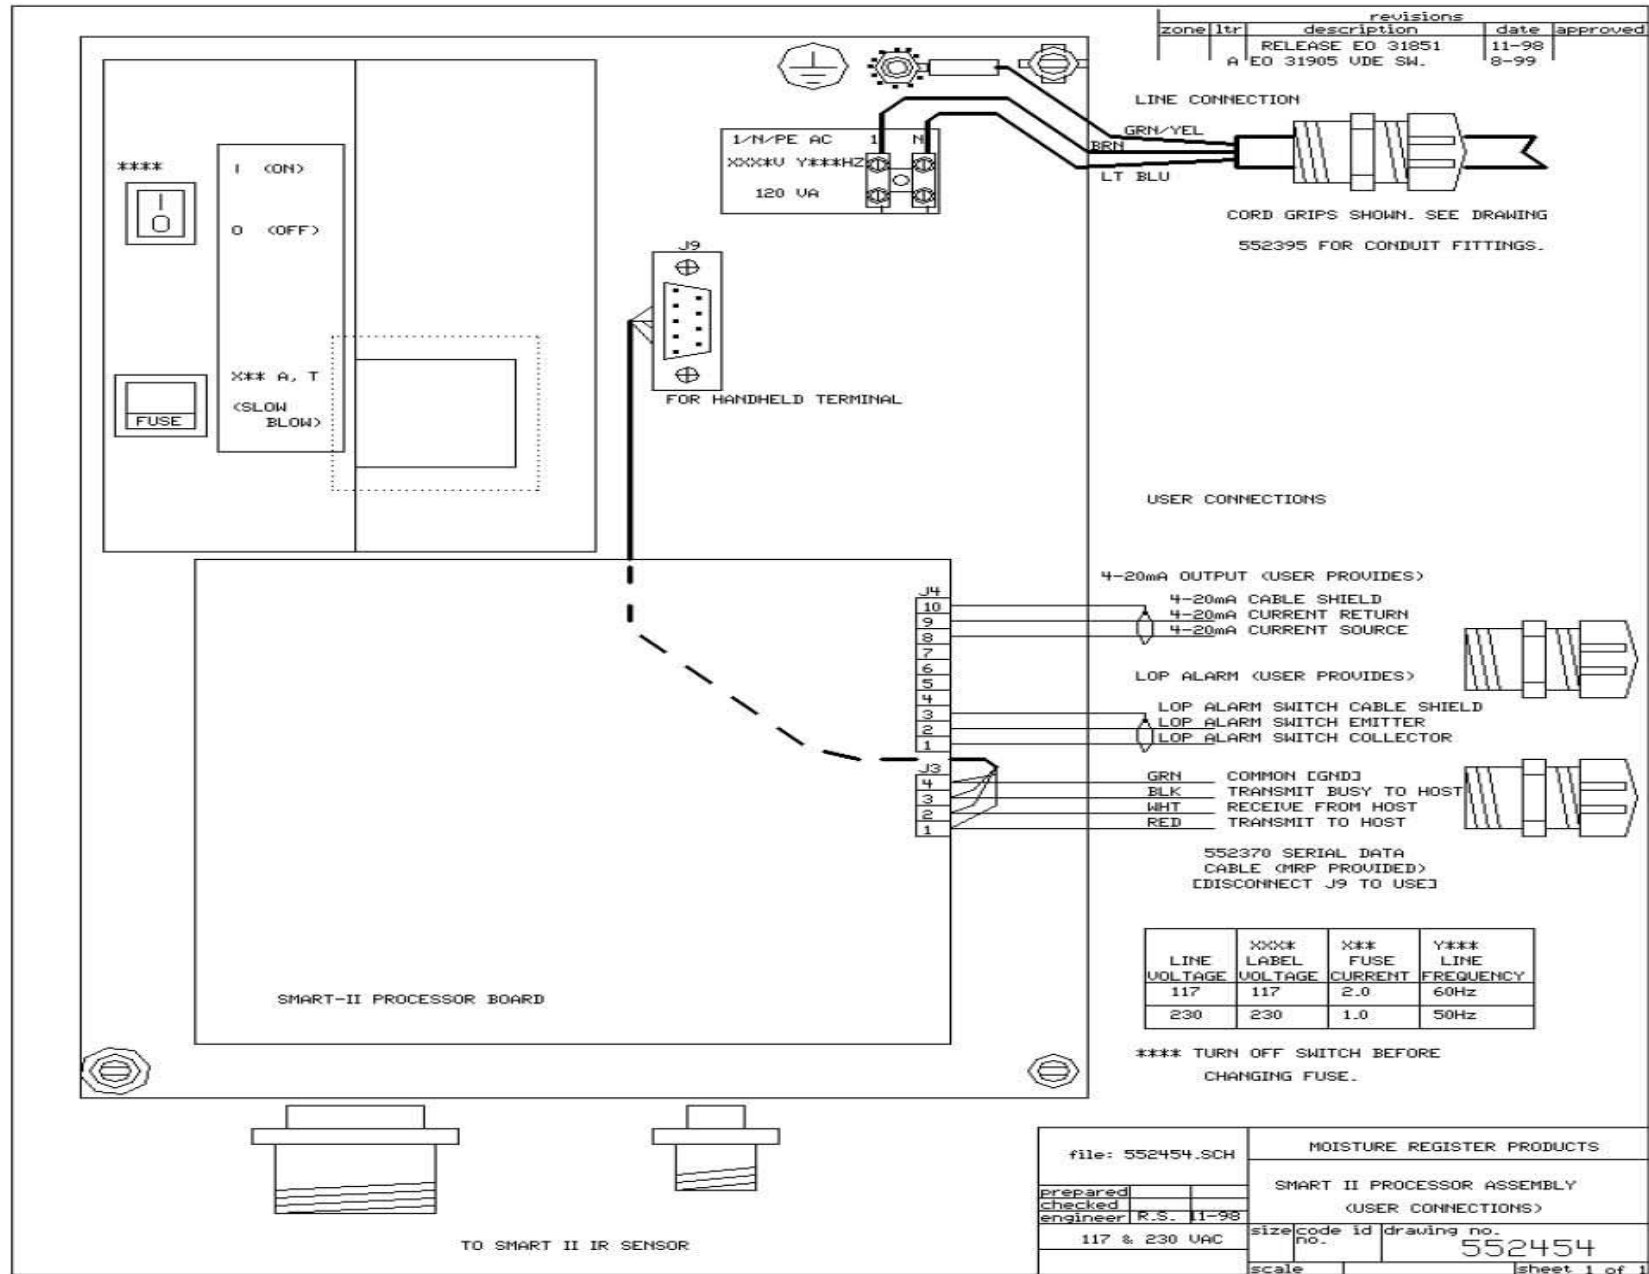 revisions
zone ltr description date approved
RELEASE EO 31851 11-98
A EO 31905 VDE SW. 8-99
LINE CONNECTION
GRN/YEL
BRN
LT BLU
1/N/PE AC 1 N
XXX*V Y***HZ
120 VA
CORD GRIPS SHOWN. SEE DRAWING
552395 FOR CONDUIT FITTINGS.
****
I (ON)
I
O
O (OFF)
J9
X** A, T
(SLOW
BLOW)
FUSE
FOR HANDHELD TERMINAL
USER CONNECTIONS
4-20mA OUTPUT (USER PROVIDES)
J4
10 4-20mA CABLE SHIELD
9 4-20mA CURRENT RETURN
8 4-20mA CURRENT SOURCE
7
6
LOP ALARM (USER PROVIDES)
5
4
3 LOP ALARM SWITCH CABLE SHIELD
2 LOP ALARM SWITCH EMITTER
1 LOP ALARM SWITCH COLLECTOR
J3
4 GRN COMMON [GND]
3 BLK TRANSMIT BUSY TO HOST
2 WHT RECEIVE FROM HOST
1 RED TRANSMIT TO HOST
552370 SERIAL DATA
CABLE (MRP PROVIDED)
[DISCONNECT J9 TO USE]
XXX* X** Y***
LINE LABEL FUSE LINE
VOLTAGE VOLTAGE CURRENT FREQUENCY
117 117 2.0 60Hz
230 230 1.0 50Hz
SMART-II PROCESSOR BOARD
**** TURN OFF SWITCH BEFORE
CHANGING FUSE.
TO SMART II IR SENSOR
file: 552454.SCH
MOISTURE REGISTER PRODUCTS
SMART II PROCESSOR ASSEMBLY
(USER CONNECTIONS)
prepared
checked
engineer R.S. 11-98
117 & 230 VAC
size code id no. drawing no.
552454
scale sheet 1 of 1